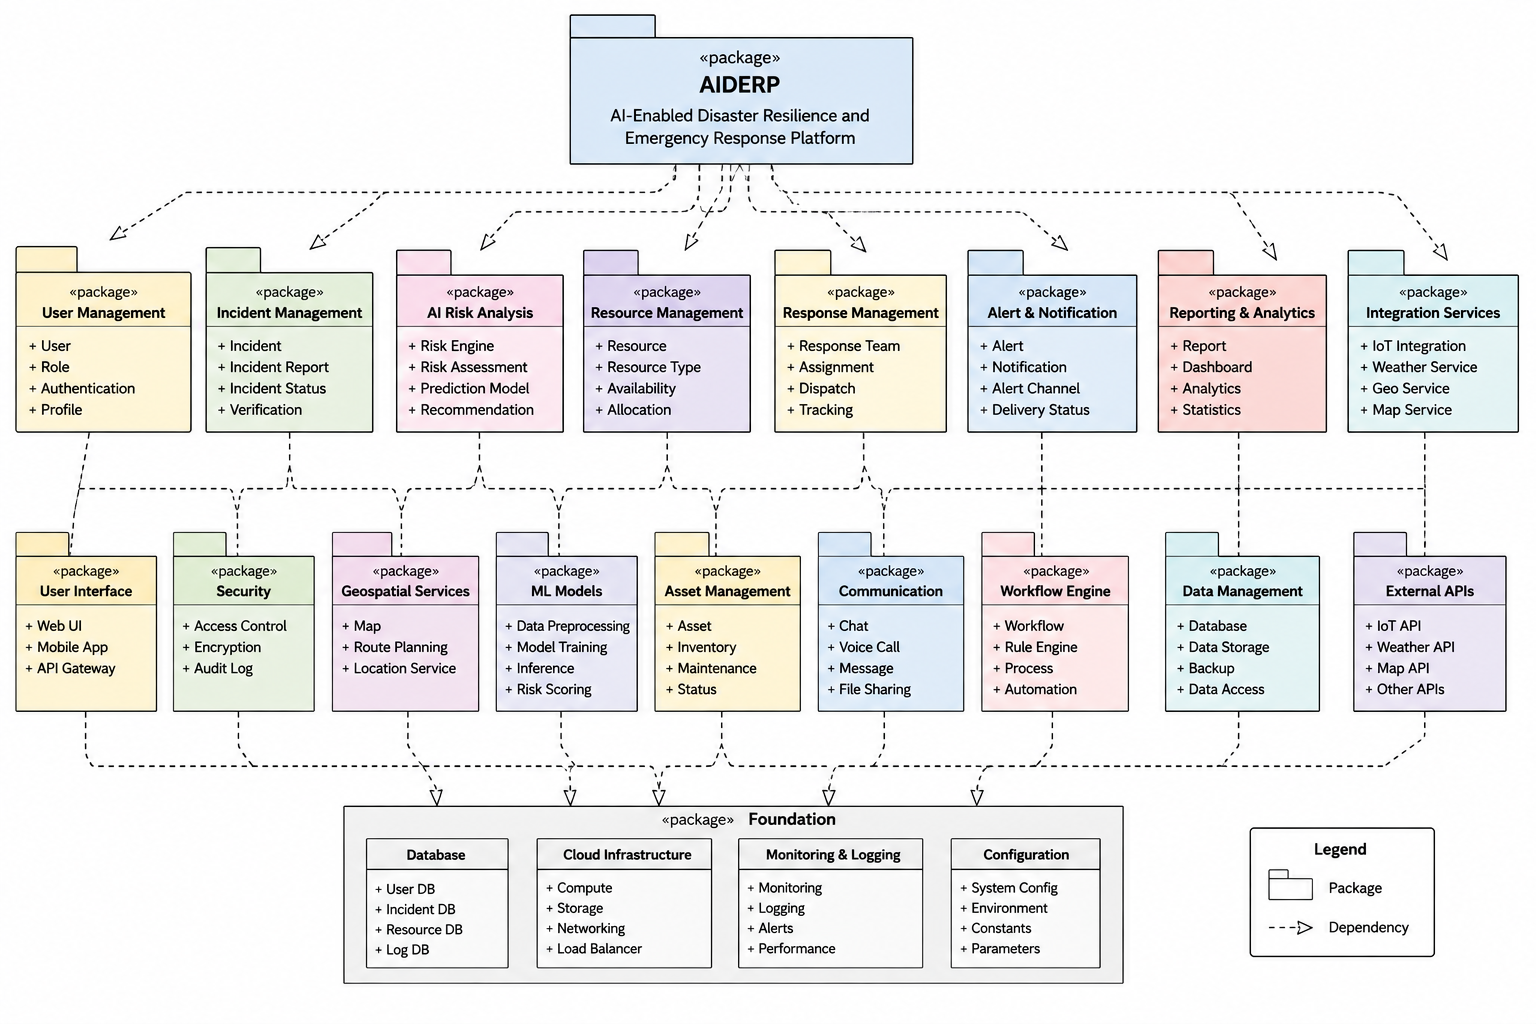 «package»
AIDERP
AI-Enabled Disaster Resilience and
Emergency Response Platform
«package»
User Management
+ User
+ Role
+ Authentication
+ Profile
«package»
Incident Management
+ Incident
+ Incident Report
+ Incident Status
+ Verification
«package»
AI Risk Analysis
+ Risk Engine
+ Risk Assessment
+ Prediction Model
+ Recommendation
«package»
Resource Management
+ Resource
+ Resource Type
+ Availability
+ Allocation
«package»
Response Management
+ Response Team
+ Assignment
+ Dispatch
+ Tracking
«package»
Alert & Notification
+ Alert
+ Notification
+ Alert Channel
+ Delivery Status
«package»
Reporting & Analytics
+ Report
+ Dashboard
+ Analytics
+ Statistics
«package»
Integration Services
+ IoT Integration
+ Weather Service
+ Geo Service
+ Map Service
«package»
User Interface
+ Web UI
+ Mobile App
+ API Gateway
«package»
Security
+ Access Control
+ Encryption
+ Audit Log
«package»
Geospatial Services
+ Map
+ Route Planning
+ Location Service
«package»
ML Models
+ Data Preprocessing
+ Model Training
+ Inference
+ Risk Scoring
«package»
Asset Management
+ Asset
+ Inventory
+ Maintenance
+ Status
«package»
Communication
+ Chat
+ Voice Call
+ Message
+ File Sharing
«package»
Workflow Engine
+ Workflow
+ Rule Engine
+ Process
+ Automation
«package»
Data Management
+ Database
+ Data Storage
+ Backup
+ Data Access
«package»
External APIs
+ IoT API
+ Weather API
+ Map API
+ Other APIs
«package» Foundation
Database
+ User DB
+ Incident DB
+ Resource DB
+ Log DB
Cloud Infrastructure
+ Compute
+ Storage
+ Networking
+ Load Balancer
Monitoring & Logging
+ Monitoring
+ Logging
+ Alerts
+ Performance
Configuration
+ System Config
+ Environment
+ Constants
+ Parameters
Legend
Package
Dependency